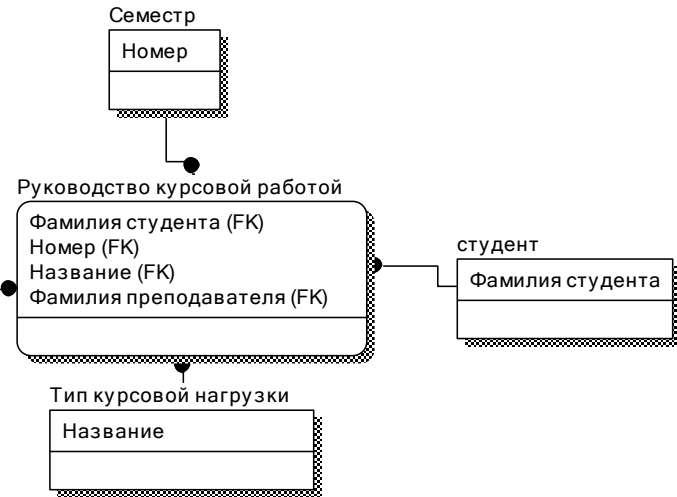 Семестр
Номер
Руководство курсовой работой
Фамилия студента (FK)
Номер (FK)
Название (FK)
Фамилия преподавателя (FK)
студент
Фамилия студента
Тип курсовой нагрузки
Название